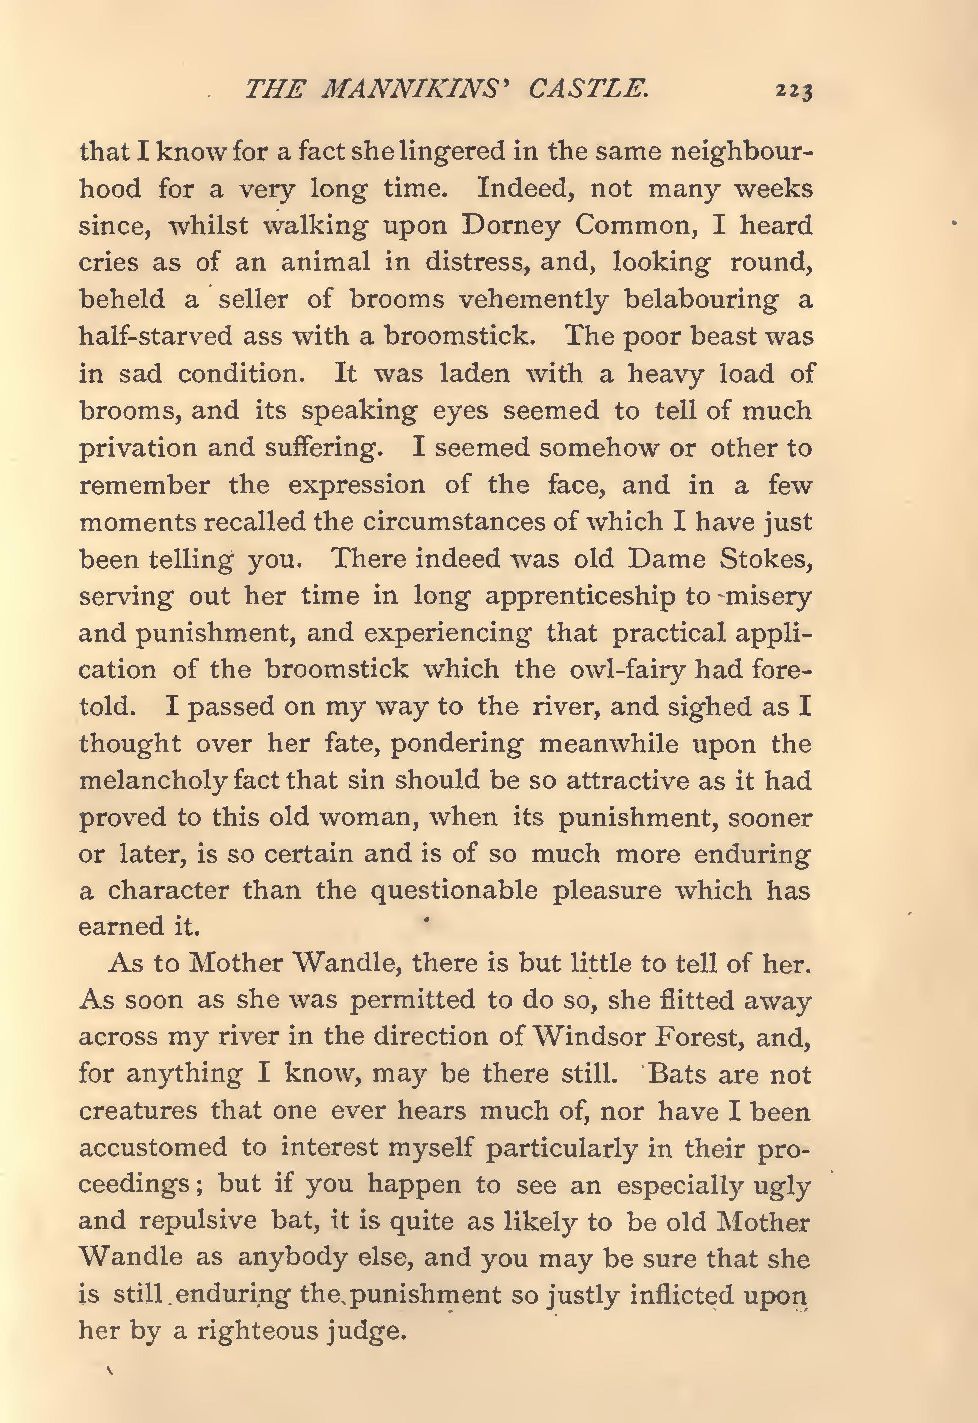 THE MANNIKINS' CASTLE. 223
that I know for a fact she lingered in the same neighbour-
hood for a very long time. Indeed, not many weeks
since, whilst walking upon Dorney Common, I heard
cries as of an animal in distress, and, looking round,
beheld a seller of brooms vehemently belabouring a
half-starved ass with a broomstick. The poor beast was
in sad condition. It was laden with a heavy load of
brooms, and its speaking eyes seemed to tell of much
privation and suffering. I seemed somehow or other to
remember the expression of the face, and in a few
moments recalled the circumstances of which I have just
been telling you. There indeed was old Dame Stokes,
serving out her time in long apprenticeship to misery
and punishment, and experiencing that practical appli-
cation of the broomstick which the owl-fairy had fore-
told. I passed on my way to the river, and sighed as I
thought over her fate, pondering meanwhile upon the
melancholy fact that sin should be so attractive as it had
proved to this old woman, when its punishment, sooner
or later, is so certain and is of so much more enduring
a character than the questionable pleasure which has
earned it.
As to Mother Wandle, there is but little to tell of her.
As soon as she was permitted to do so, she flitted away
across my river in the direction of Windsor Forest, and,
for anything I know, may be there still. Bats are not
creatures that one ever hears much of, nor have I been
accustomed to interest myself particularly in their pro-
ceedings; but if you happen to see an especially ugly
and repulsive bat, it is quite as likely to be old Mother
Wandle as anybody else, and you may be sure that she
is still enduring the punishment so justly inflicted upon
her by a righteous judge.